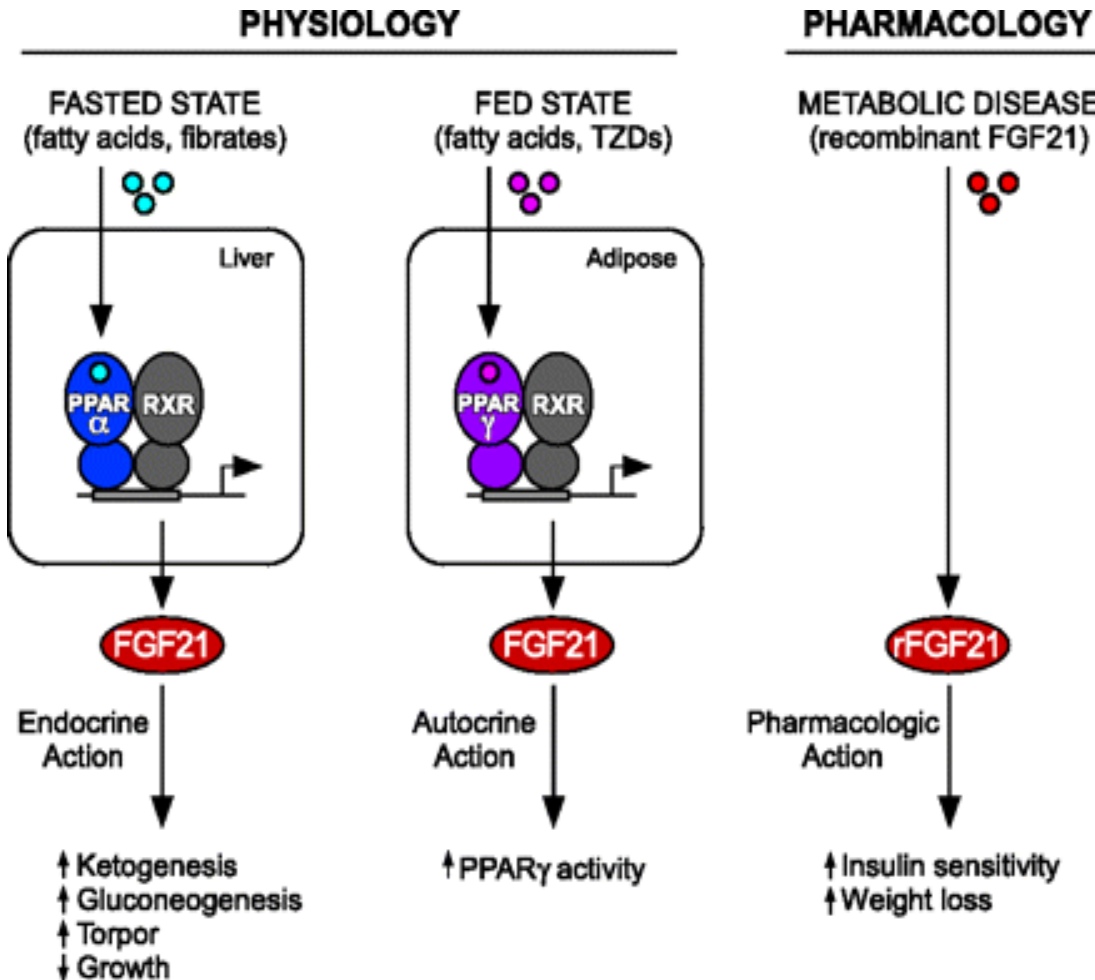 PHYSIOLOGY
PHARMACOLOGY
FASTED STATE
(fatty acids, fibrates)
FED STATE
(fatty acids, TZDs)
METABOLIC DISEASE
(recombinant FGF21)
Liver
PPAR
α
RXR
Adipose
PPAR
γ
RXR
FGF21
FGF21
rFGF21
Endocrine
Action
Autocrine
Action
Pharmacologic
Action
Ketogenesis
Gluconeogenesis
Torpor
Growth
PPARγ activity
Insulin sensitivity
Weight loss